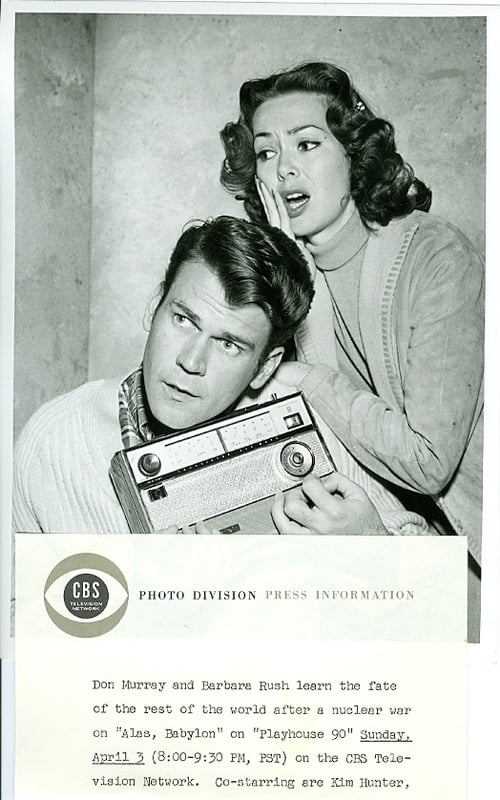 CBS
TELEVISION
NETWORK
PHOTO DIVISION PRESS INFORMATION
Don Murray and Barbara Rush learn the fate
of the rest of the world after a nuclear war
on "Alas, Babylon" on "Playhouse 90" Sunday,
April 3 (8:00-9:30 PM, PST) on the CBS Tele-
vision Network. Co-starring are Kim Hunter,